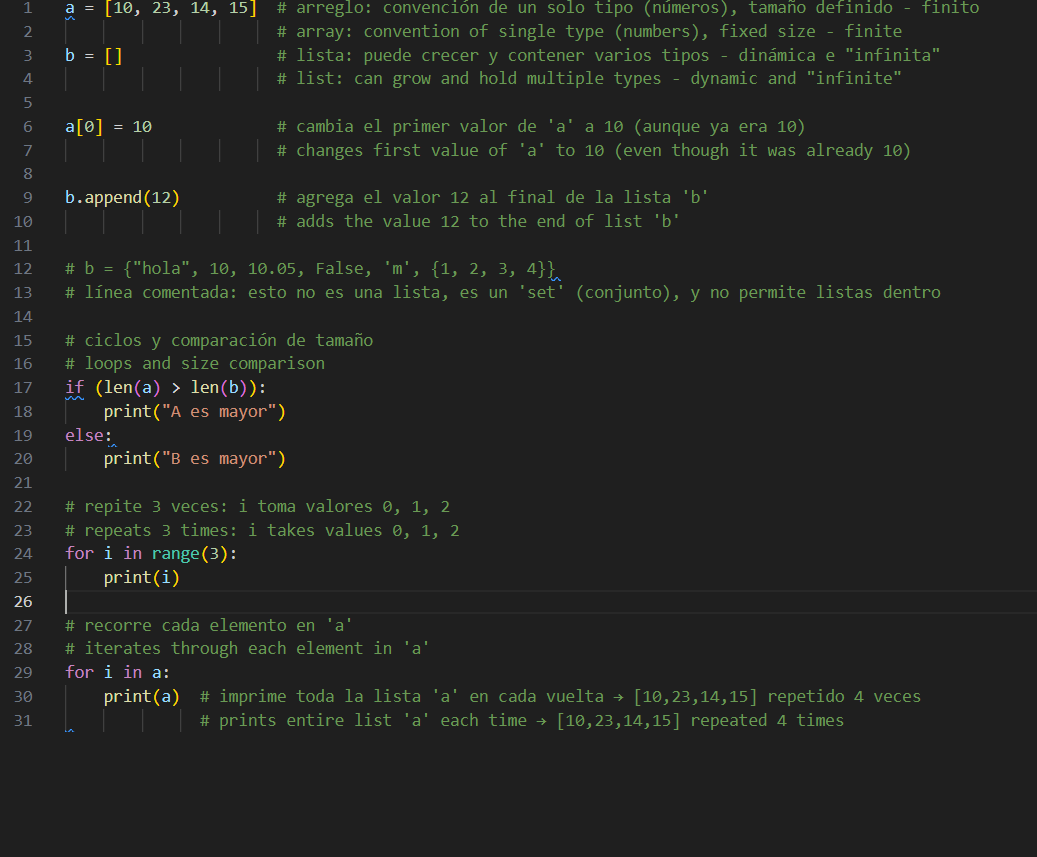 1 a = [10, 23, 14, 15]  # arreglo: convención de un solo tipo (números), tamaño definido - finito
2 # array: convention of single type (numbers), fixed size - finite
3 b = []                # lista: puede crecer y contener varios tipos - dinámica e "infinita"
4 # list: can grow and hold multiple types - dynamic and "infinite"
5
6 a[0] = 10             # cambia el primer valor de 'a' a 10 (aunque ya era 10)
7 # changes first value of 'a' to 10 (even though it was already 10)
8
9 b.append(12)          # agrega el valor 12 al final de la lista 'b'
10 # adds the value 12 to the end of list 'b'
11
12 # b = {"hola", 10, 10.05, False, 'm', {1, 2, 3, 4}}
13 # línea comentada: esto no es una lista, es un 'set' (conjunto), y no permite listas dentro
14
15 # ciclos y comparación de tamaño
16 # loops and size comparison
17 if (len(a) > len(b)):
18     print("A es mayor")
19 else:
20     print("B es mayor")
21
22 # repite 3 veces: i toma valores 0, 1, 2
23 # repeats 3 times: i takes values 0, 1, 2
24 for i in range(3):
25     print(i)
26
27 # recorre cada elemento en 'a'
28 # iterates through each element in 'a'
29 for i in a:
30     print(a)  # imprime toda la lista 'a' en cada vuelta → [10,23,14,15] repetido 4 veces
31 # prints entire list 'a' each time → [10,23,14,15] repeated 4 times